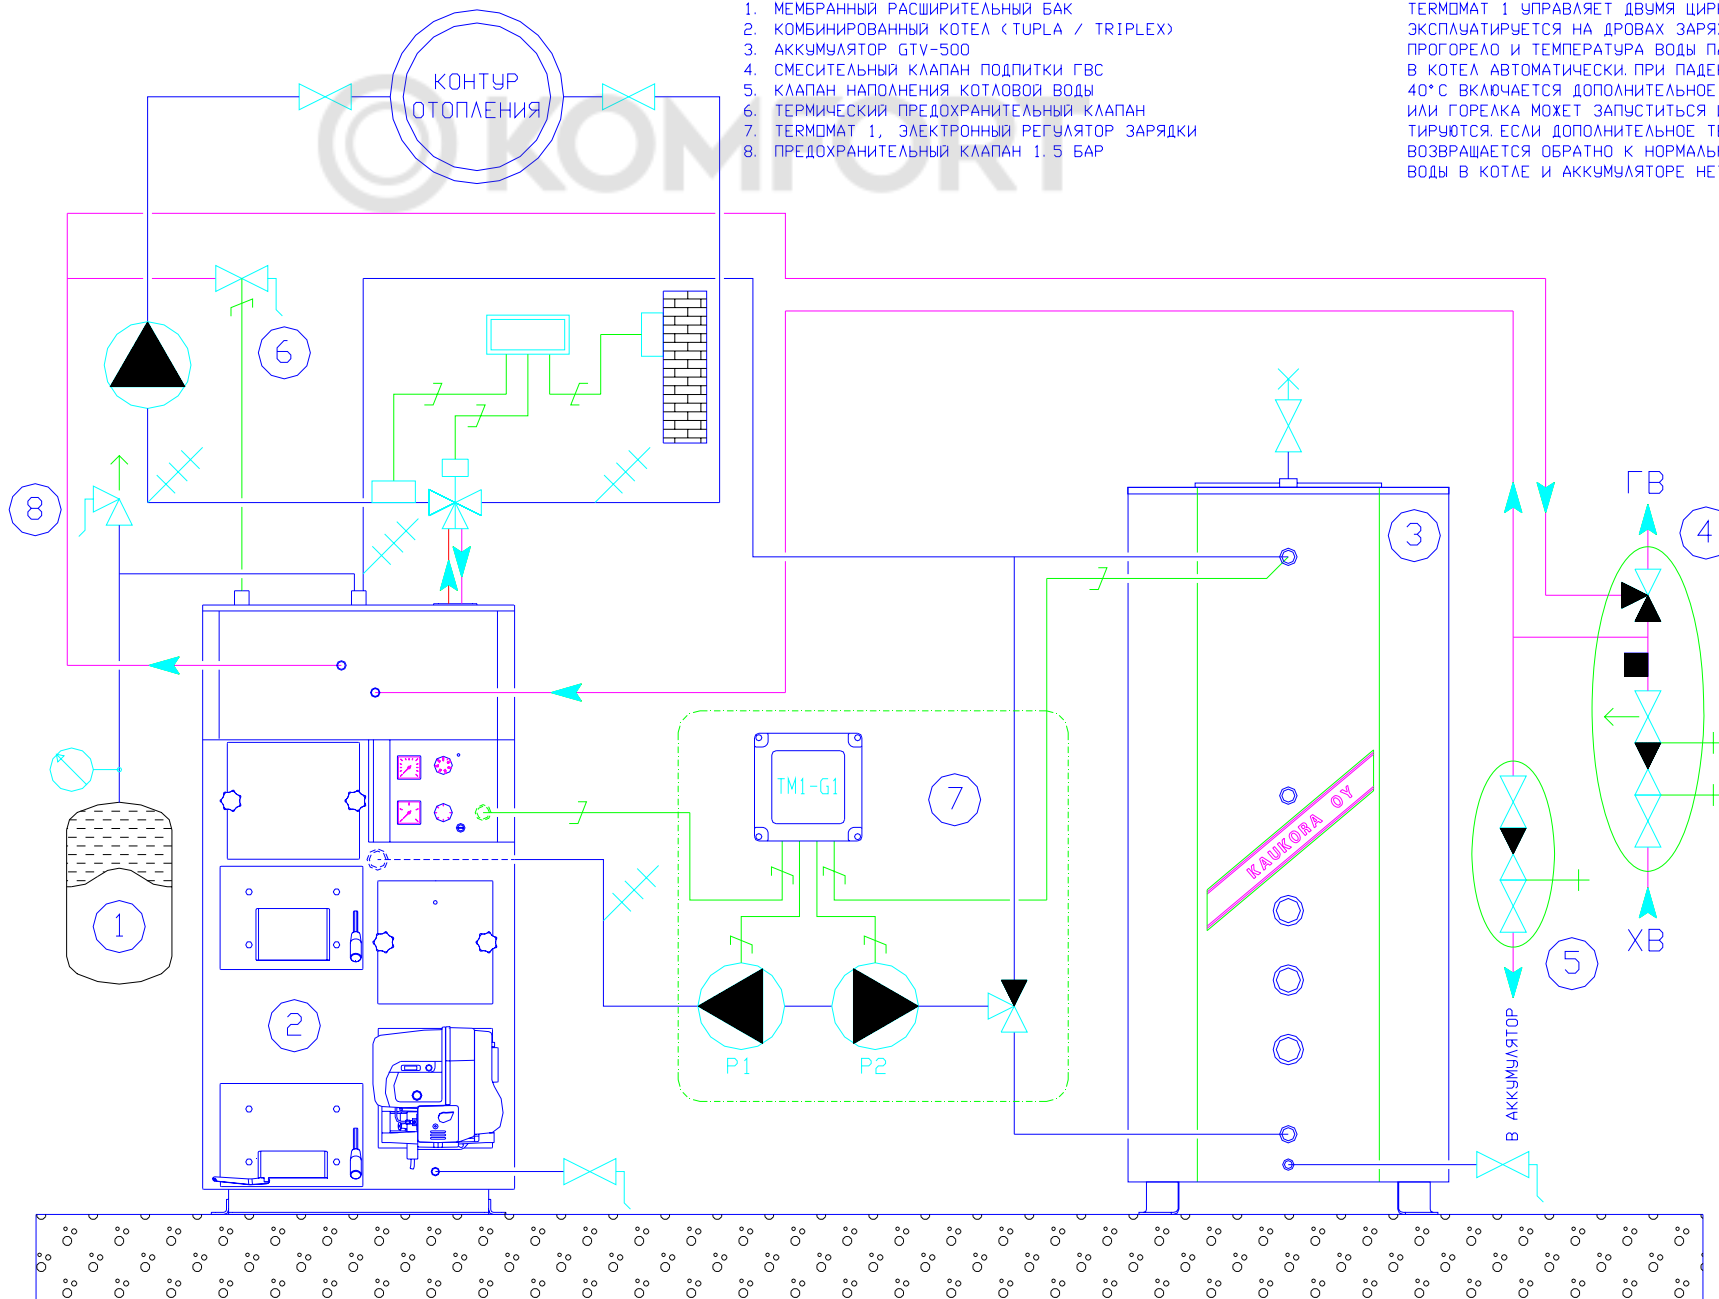 1. МЕМБРАННЫЙ РАСШИРИТЕЛЬНЫЙ БАК
2. КОМБИНИРОВАННЫЙ КОТЕЛ (TUPLA / TRIPLEX)
3. АККУМУЛЯТОР GTV-500
4. СМЕСИТЕЛЬНЫЙ КЛАПАН ПОДПИТКИ ГВС
5. КЛАПАН НАПОЛНЕНИЯ КОТЛОВОЙ ВОДЫ
6. ТЕРМИЧЕСКИЙ ПРЕДОХРАНИТЕЛЬНЫЙ КЛАПАН
7. TERMOMAT 1, ЭЛЕКТРОННЫЙ РЕГУЛЯТОР ЗАРЯДКИ
8. ПРЕДОХРАНИТЕЛЬНЫЙ КЛАПАН 1.5 БАР
TERMOMAT 1 УПРАВЛЯЕТ ДВУМЯ
ЭКСПЛУАТИРУЕТСЯ НА ДРОВАХ
ПРОГОРЕЛО И ТЕМПЕРАТУРА ВОДЫ
В КОТЕЛ АВТОМАТИЧЕСКИ. ПРИ
40°С ВКЛЮЧАЕТСЯ ДОПОЛНИТЕЛЬНОЕ
ИЛИ ГОРЕЛКА МОЖЕТ ЗАПУСТИТЬСЯ
ТИРУЮТСЯ. ЕСЛИ ДОПОЛНИТЕЛЬНОЕ
ВОЗВРАЩАЕТСЯ ОБРАТНО К
ВОДЫ В КОТЛЕ И АККУМУЛЯТОРЕ
КОНТУР
ОТОПЛЕНИЯ
KOMFORT
6
8
3
ГВ
4
TM1-G1
7
KAUKORA OY
1
ХВ
5
2
P1
P2
В АККУМУЛЯТОР